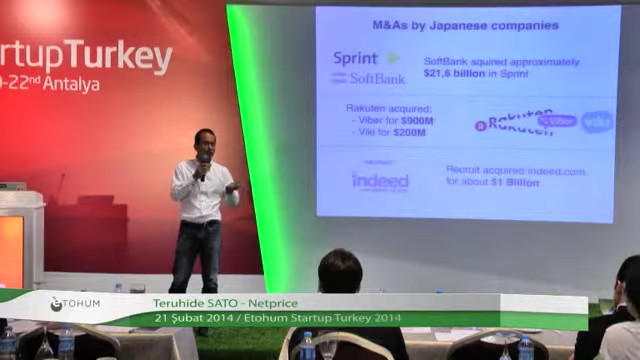 artup Turkey
-22nd Antalya
M&As by Japanese companies
Sprint
SoftBank
SoftBank aquired approximately
$21,6 billion in Sprint
Rakuten acquired:
- Viber for $900M
- Viki for $200M
Rakuten
Viber
viki
indeed
Recruit acquired indeed.com.
for about $1 Billion
eTOHUM
Teruhide SATO - Netprice
21 Şubat 2014 / Etohum Startup Turkey 2014